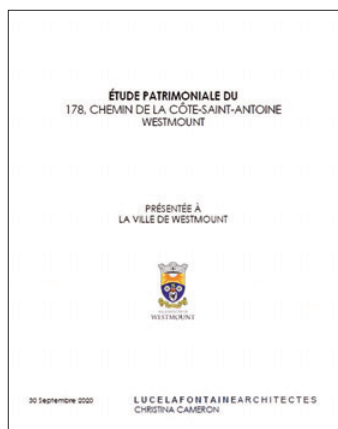 ÉTUDE PATRIMONIALE DU
178, CHEMIN DE LA CÔTE-SAINT-ANTOINE
WESTMOUNT
PRÉSENTÉE À
LA VILLE DE WESTMOUNT
WESTMOUNT
30 Septembre 2020
LUCELAFONTAINEARCHITECTES
CHRISTINA CAMERON